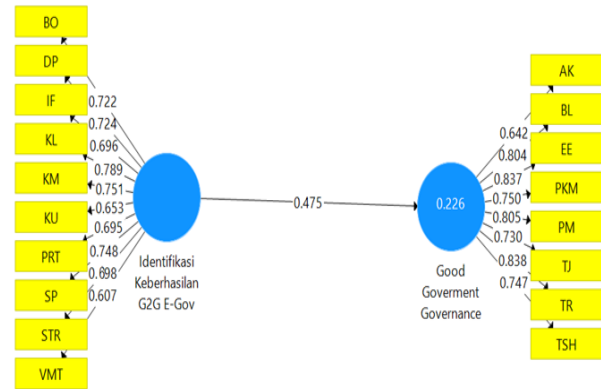 BO
DP
IF
KL
KM
KU
PRT
SP
STR
VMT
0.722
0.724
0.696
0.789
0.751
0.653
0.695
0.748
0.698
0.607
Identifikasi
Keberhasilan
G2G E-Gov
0.475
0.226
Good
Goverment
Governance
0.642
0.804
0.837
0.750
0.805
0.730
0.838
0.747
AK
BL
EE
PKM
PM
TJ
TR
TSH